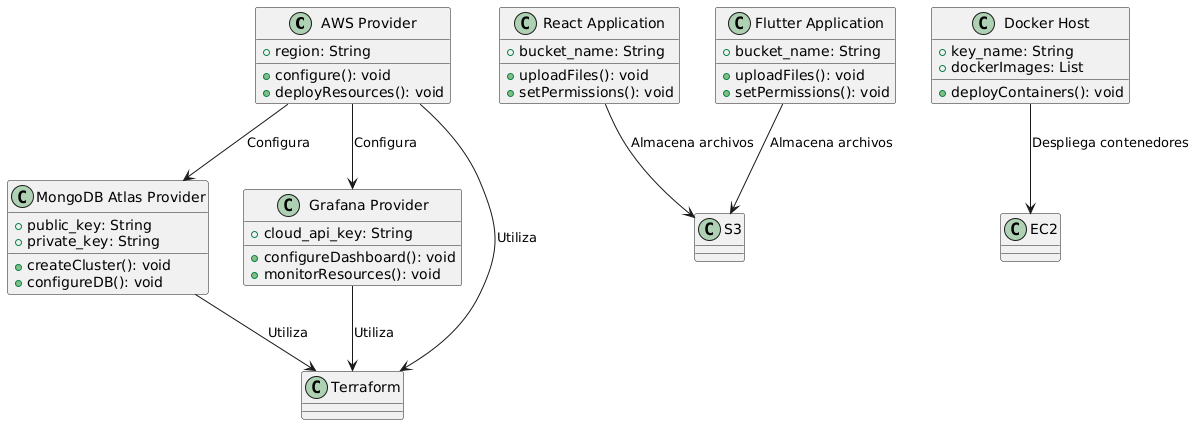 C AWS Provider
region: String
configure(): void
deployResources(): void
C React Application
bucket_name: String
uploadFiles(): void
setPermissions(): void
C Flutter Application
bucket_name: String
uploadFiles(): void
setPermissions(): void
C Docker Host
key_name: String
dockerImages: List
deployContainers(): void
Configura
Configura
Almacena archivos
Almacena archivos
Despliega contenedores
C MongoDB Atlas Provider
public_key: String
private_key: String
createCluster(): void
configureDB(): void
C Grafana Provider
cloud_api_key: String
configureDashboard(): void
monitorResources(): void
Utiliza
C S3
C EC2
Utiliza
Utiliza
C Terraform